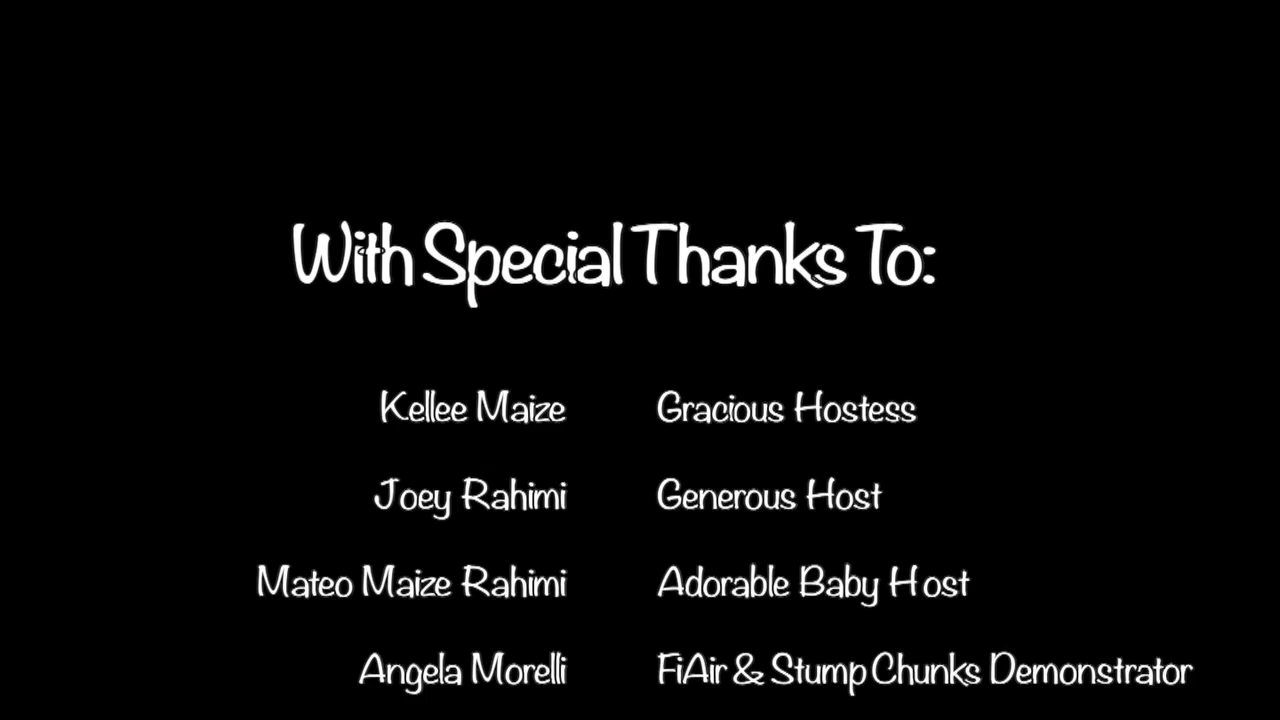 With Special Thanks To:
Kellee Maize Gracious Hostess
Joey Rahimi Generous Host
Mateo Maize Rahimi Adorable Baby Host
Angela Morelli FiAir & Stump Chunks Demonstrator